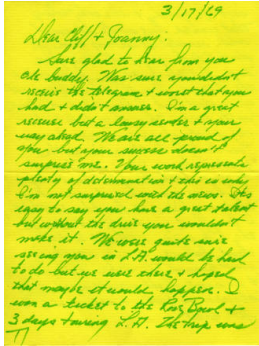 3/17/69
Dear Cliff & Joanny.
Sure glad to hear from you
ole buddy. Was sure you didn't
receive the telegram & worst that you
had & didn't answer. I'm a great
receiver but a lousy sender & your
way ahead. We are all proud of
you but your success doesn't
surprise me. Your word represents
plenty of determination & this is why
I'm not surprised with the news. It's
easy to say you have a great talent
but without the drive you wouldn't
make it. We were quite sure
seeing you in L.A. would be hard
to do but we were there & hoped
that maybe it would happen. I
won a ticket to the Rose Bowl &
3 days touring L.A. The trip was